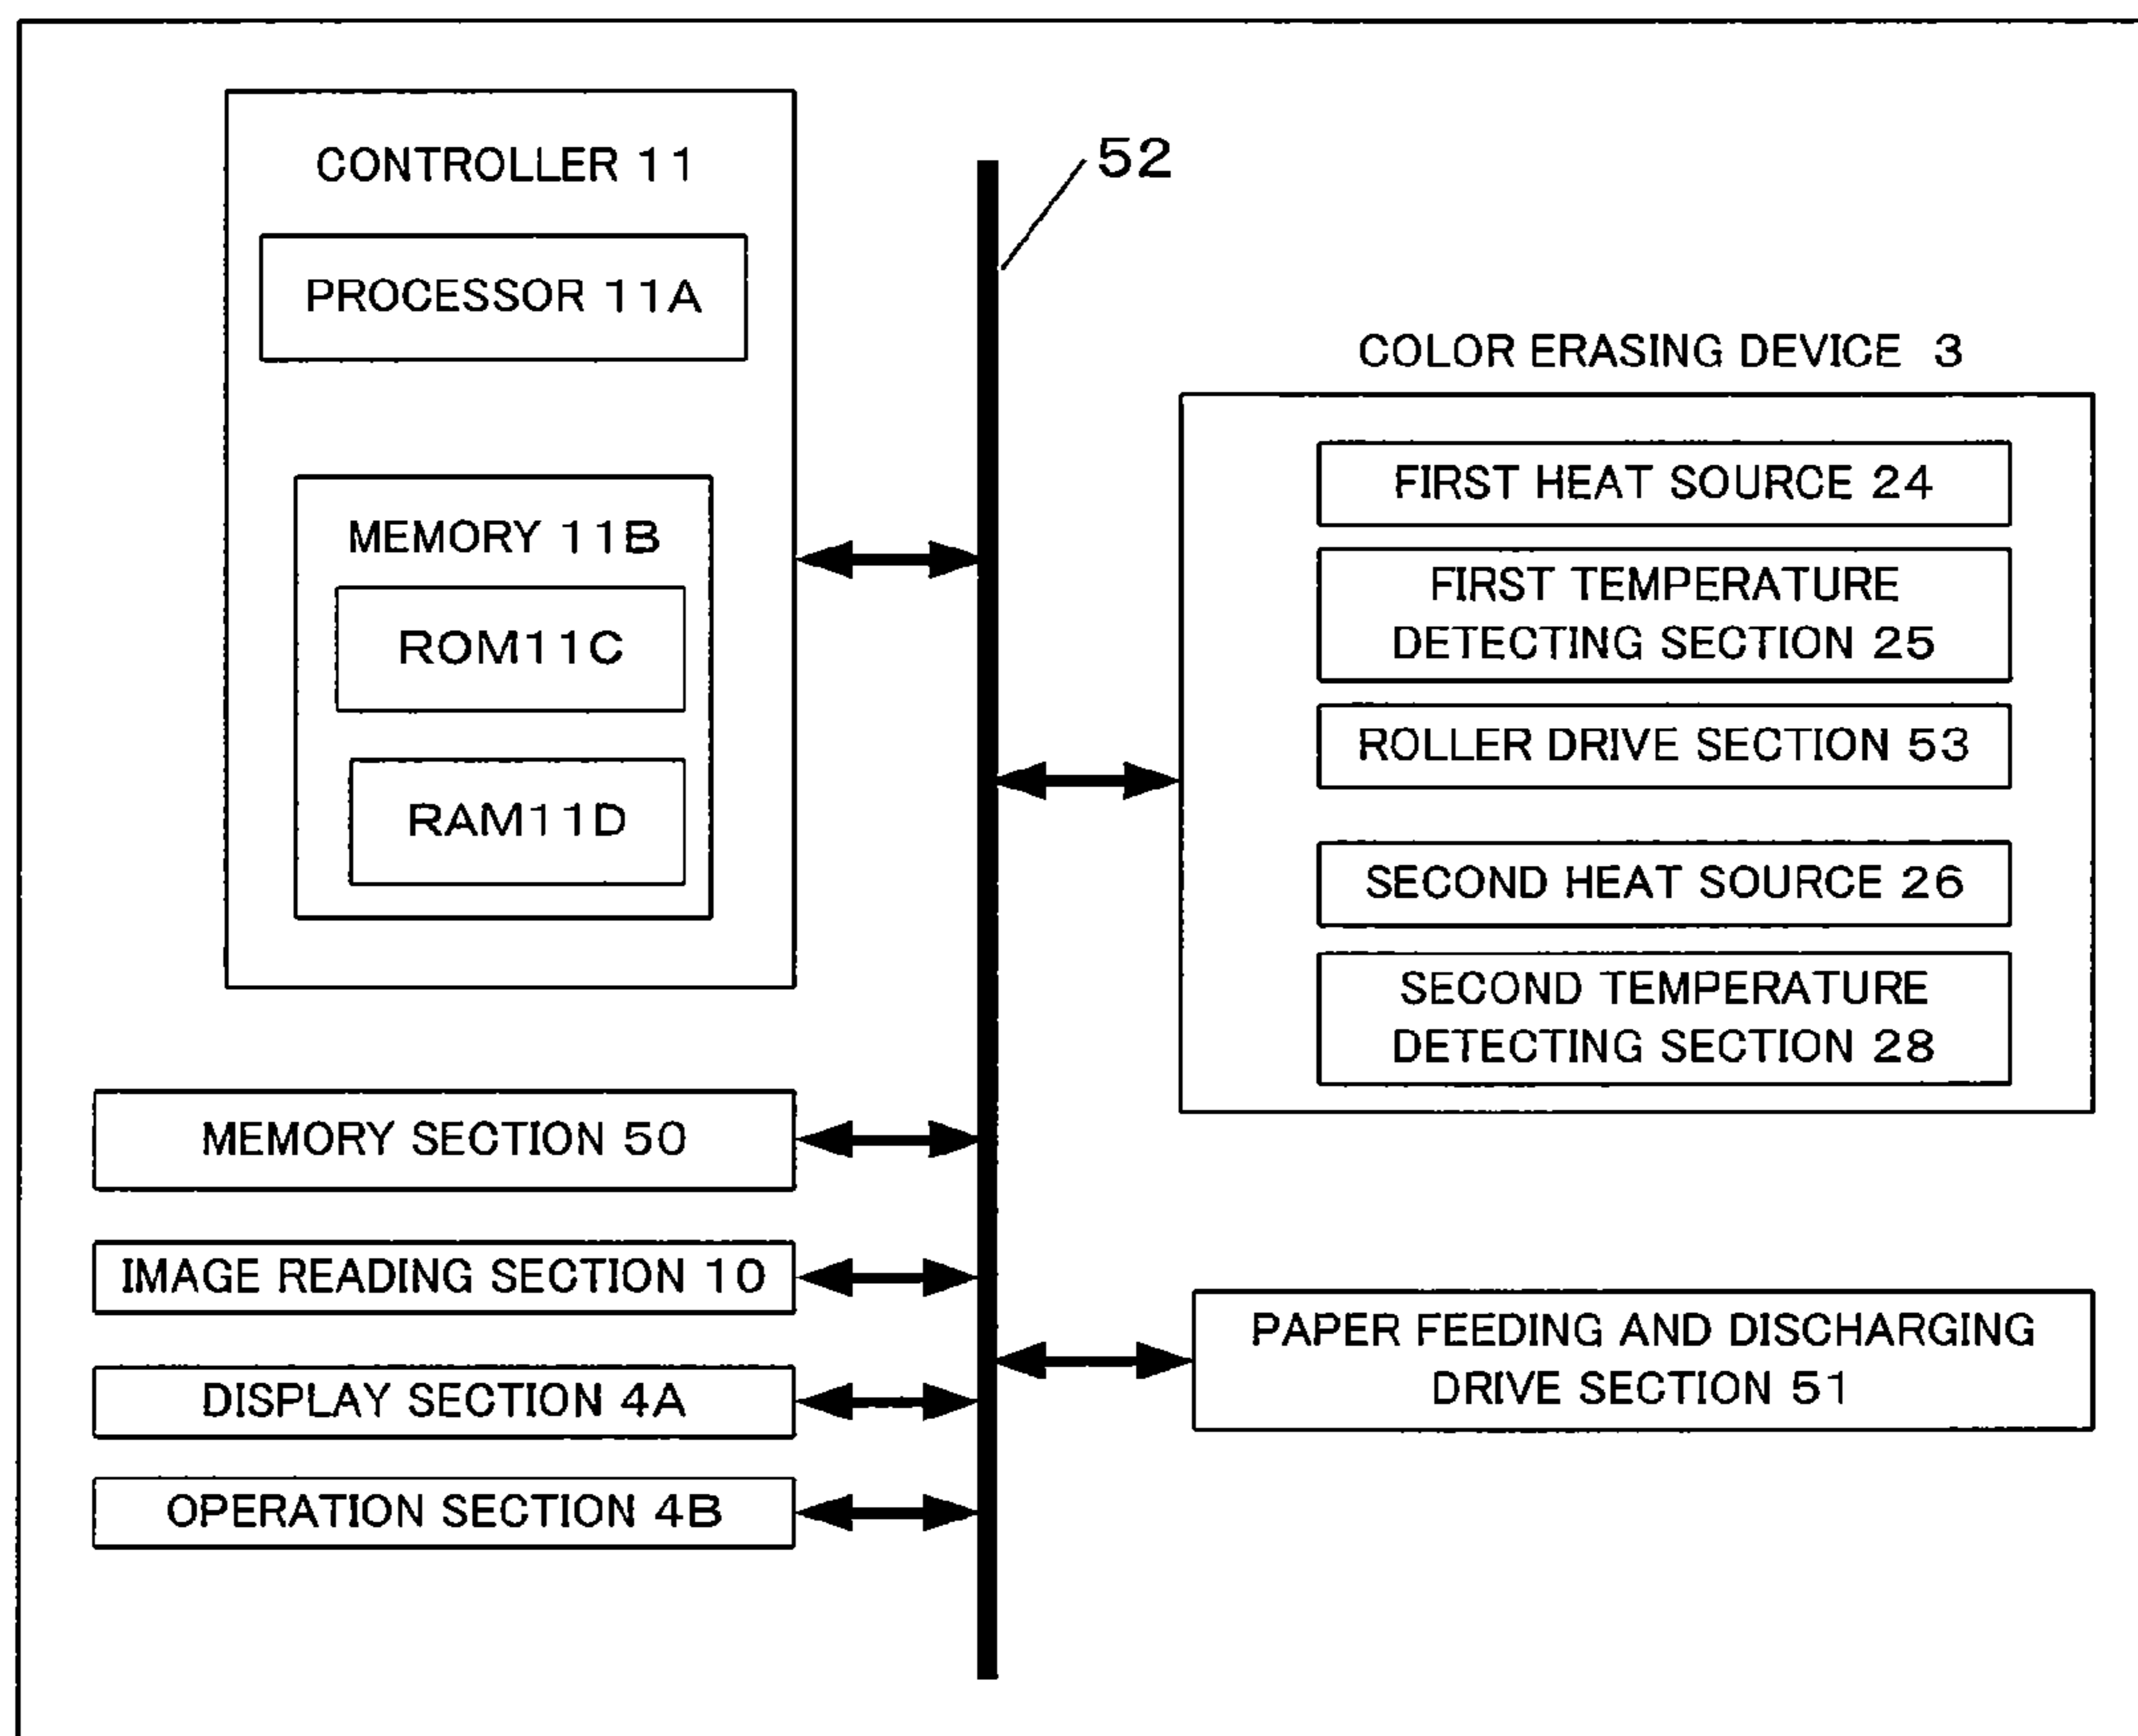 CONTROLLER 11
PROCESSOR 11A
MEMORY 11B
ROM11C
RAM11D
MEMORY SECTION 50
IMAGE READING SECTION 10
DISPLAY SECTION 4A
OPERATION SECTION 4B
52
COLOR ERASING DEVICE 3
FIRST HEAT SOURCE 24
FIRST TEMPERATURE
DETECTING SECTION 25
ROLLER DRIVE SECTION 53
SECOND HEAT SOURCE 26
SECOND TEMPERATURE
DETECTING SECTION 28
PAPER FEEDING AND DISCHARGING
DRIVE SECTION 51